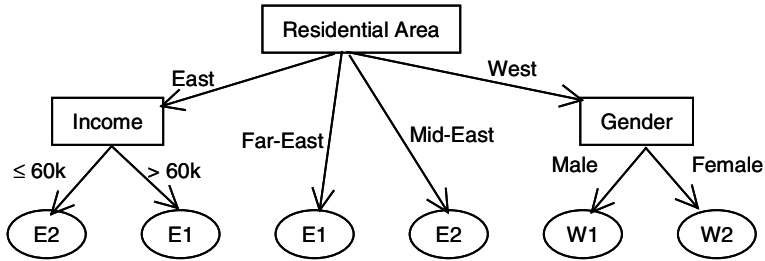 Residential Area
East
West
Income
Far-East
Mid-East
Gender
≤ 60k
> 60k
Male
Female
E2
E1
E1
E2
W1
W2